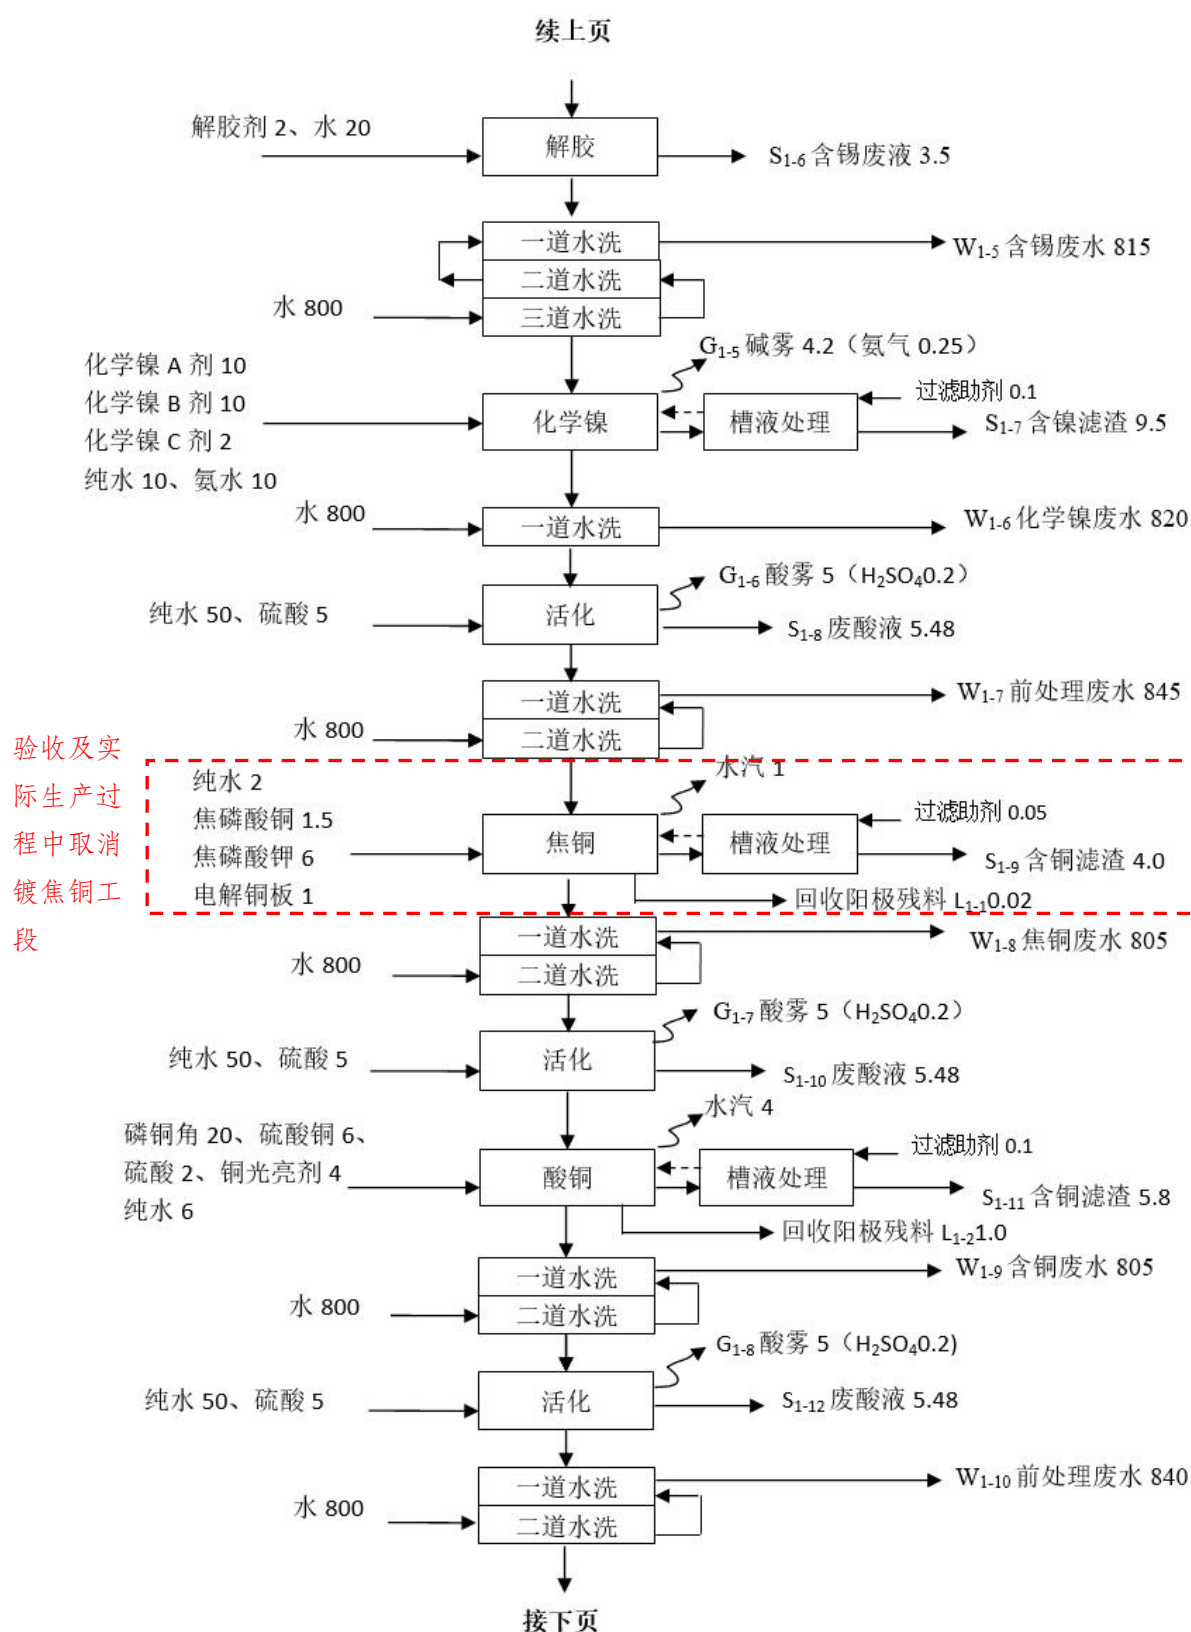 续上页
解胶剂 2、水 20
解胶
S1-6 含锡废液 3.5
一道水洗
W1-5 含锡废水 815
二道水洗
水 800
三道水洗
G1-5 碱雾 4.2（氨气 0.25）
化学镍 A 剂 10
化学镍 B 剂 10
化学镍 C 剂 2
纯水 10、氨水 10
化学镍
槽液处理
过滤助剂 0.1
S1-7 含镍滤渣 9.5
水 800
一道水洗
W1-6 化学镍废水 820
G1-6 酸雾 5（H2SO40.2）
纯水 50、硫酸 5
活化
S1-8 废酸液 5.48
一道水洗
W1-7 前处理废水 845
水 800
二道水洗
验收及实
际生产过
程中取消
镀焦铜工
段
水汽 1
纯水 2
焦磷酸铜 1.5
焦磷酸钾 6
电解铜板 1
焦铜
槽液处理
过滤助剂 0.05
S1-9 含铜滤渣 4.0
回收阳极残料 L1-10.02
一道水洗
W1-8 焦铜废水 805
水 800
二道水洗
G1-7 酸雾 5（H2SO40.2）
纯水 50、硫酸 5
活化
S1-10 废酸液 5.48
水汽 4
磷铜角 20、硫酸铜 6、
硫酸 2、铜光亮剂 4
纯水 6
酸铜
槽液处理
过滤助剂 0.1
S1-11 含铜滤渣 5.8
回收阳极残料 L1-21.0
一道水洗
W1-9 含铜废水 805
水 800
二道水洗
G1-8 酸雾 5（H2SO40.2)
纯水 50、硫酸 5
活化
S1-12 废酸液 5.48
一道水洗
W1-10 前处理废水 840
水 800
二道水洗
接下页